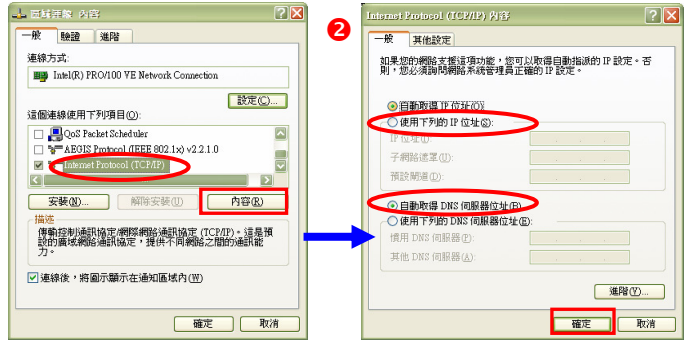 區域連線 內容
一般 驗證 進階
連線方式:
Intel(R) PRO/100 VE Network Connection
設定(C)...
這個連線使用下列項目(O):
QoS Packet Scheduler
AEGIS Protocol (IEEE 802.1x) v2.2.1.0
Internet Protocol (TCP/IP)
安裝(N)... 解除安裝(U) 內容(R)
描述
傳輸控制通訊協定/網際網路通訊協定 (TCP/IP)。這是預
設的廣域網路通訊協定，提供不同網路之間的通訊能
力。
連線後，將圖示顯示在通知區域內(W)
確定 取消
2
Internet Protocol (TCP/IP) 內容
一般 其他設定
如果您的網路支援這項功能，您可以取得自動指派的 IP 設定。否
則，您必須詢問網路系統管理員正確的 IP 設定。
自動取得 IP 位址(O)
使用下列的 IP 位址(S):
IP 位址(I):
子網路遮罩(U):
預設閘道(D):
自動取得 DNS 伺服器位址(B)
使用下列的 DNS 伺服器位址(E):
慣用 DNS 伺服器(P):
其他 DNS 伺服器(A):
進階(V)...
確定 取消